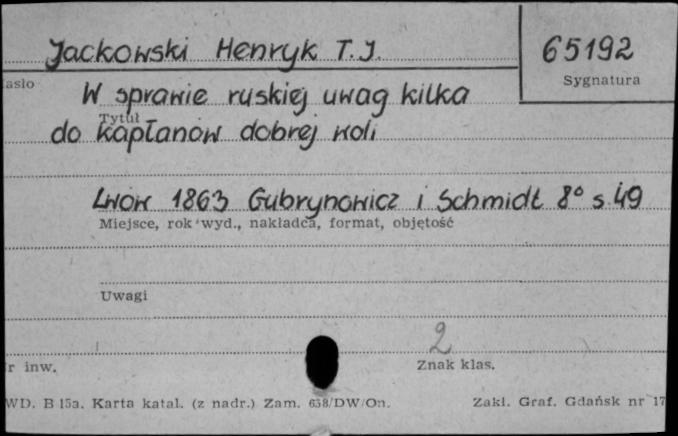 Jackowski Henryk T.J.
65192
asło
Sygnatura
W sprawie ruskiej uwag kilka
Tytuł
do kapłanów dobrej woli
Lwów 1863 Gubrynowicz i Schmidt 8° s. 49
Miejsce, rok wyd., nakładca, format, objętość
Uwagi
2
r inw.
Znak klas.
WD. B 15a. Karta katal. (z nadr.) Zam. 638/DW/On.
Zakł. Graf. Gdańsk nr 17